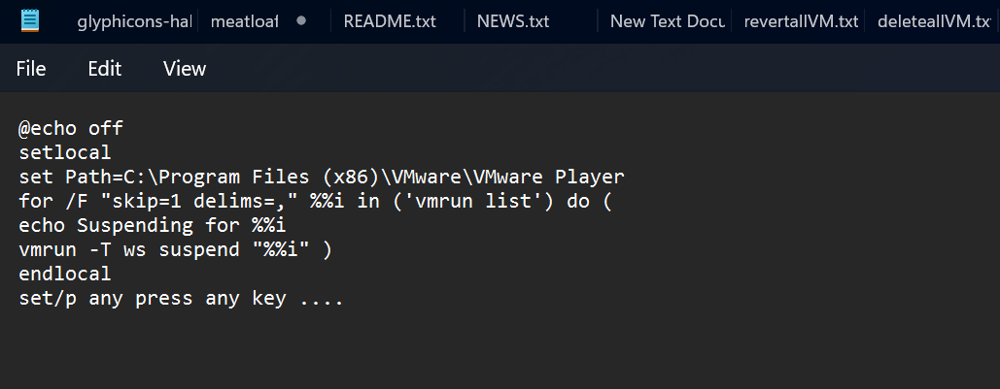 glyphicons-hal meatloaf README.txt NEWS.txt New Text Docu revertallVM.txt deleteallVM.tx
File Edit View
@echo off
setlocal
set Path=C:\Program Files (x86)\VMware\VMware Player
for /F "skip=1 delims=," %%i in ('vmrun list') do (
echo Suspending for %%i
vmrun -T ws suspend "%%i" )
endlocal
set/p any press any key ....